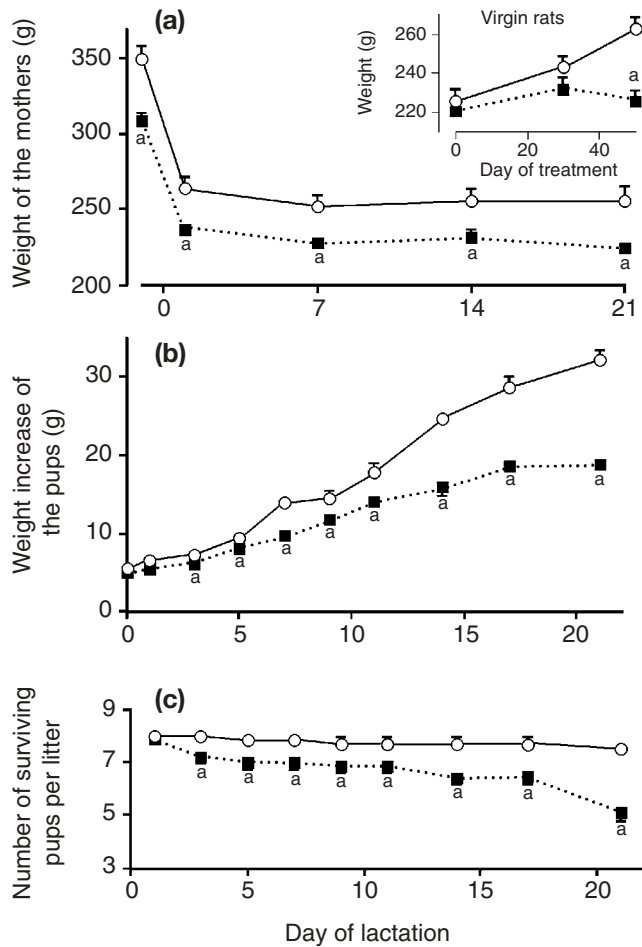 (a)
Weight of the mothers (g)
350
300
250
200
0
7
14
21
a
a
a
a
a
Virgin rats
Weight (g)
260
240
220
0
20
40
Day of treatment
a
(b)
Weight increase of
the pups (g)
30
20
10
0
0
5
10
15
20
a
a
a
a
a
a
a
a
(c)
Number of surviving
pups per litter
9
7
5
3
0
5
10
15
20
a
a
a
a
a
a
a
a
Day of lactation